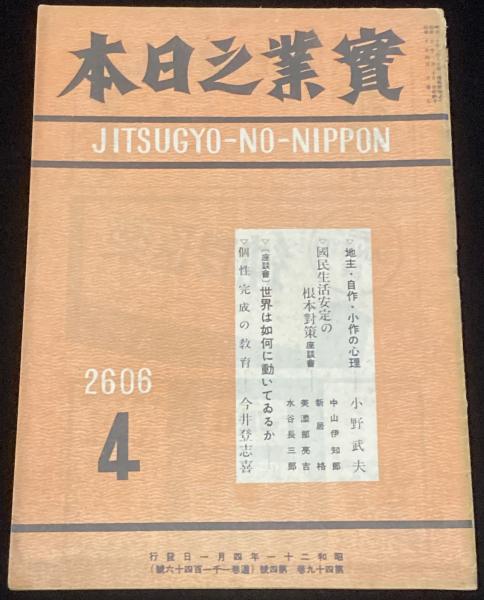 實業之日本
JITSUGYO-NO-NIPPON
▽地主・自作・小作の心理──小野武夫
▽國民生活安定の
根本對策 座談會
中山伊知郎
新居格
美濃部亮吉
水谷長三郎
[座談會]世界は如何に動いてゐるか
▽個性完成の教育──今井登志喜
2606
4
昭和二十一年四月一日發行
第四十九卷 第四號(通卷一千一百四十六號)